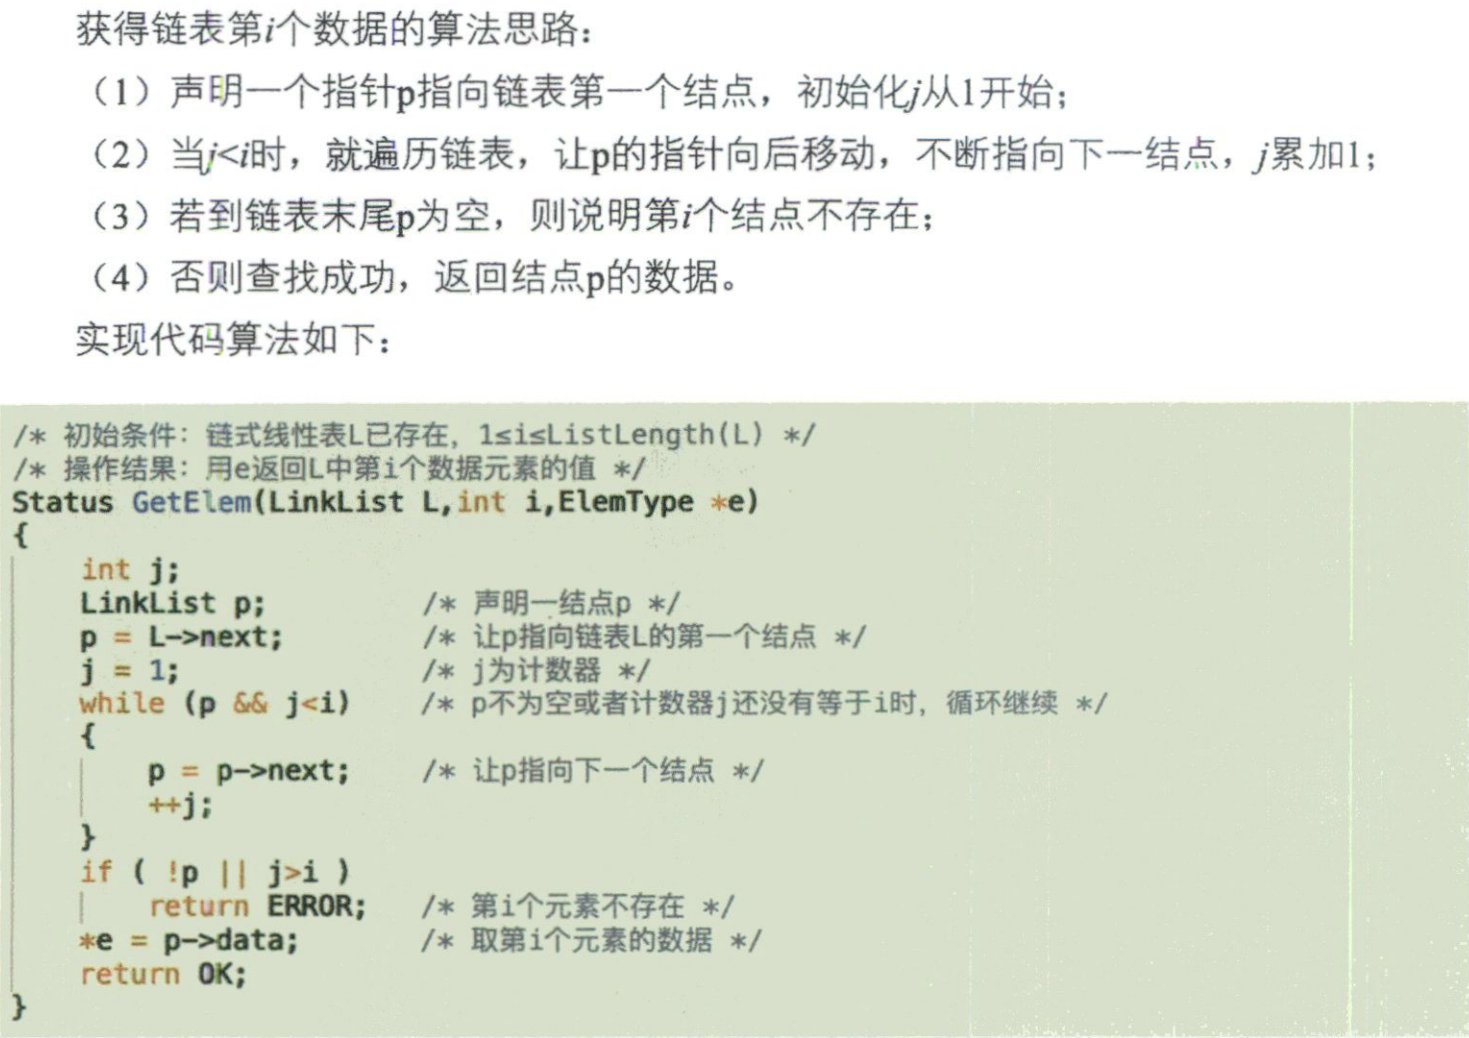 获得链表第i个数据的算法思路：
（1）声明一个指针p指向链表第一个结点，初始化j从1开始；
（2）当j<i时，就遍历链表，让p的指针向后移动，不断指向下一结点，j累加1；
（3）若到链表末尾p为空，则说明第i个结点不存在；
（4）否则查找成功，返回结点p的数据。
实现代码算法如下：
/* 初始条件：链式线性表L已存在，1≤i≤ListLength(L) */
/* 操作结果：用e返回L中第i个数据元素的值 */
Status GetElem(LinkList L,int i,ElemType *e)
{
int j;
LinkList p; /* 声明一结点p */
p = L->next; /* 让p指向链表L的第一个结点 */
j = 1; /* j为计数器 */
while (p && j<i) /* p不为空或者计数器j还没有等于i时，循环继续 */
{
p = p->next; /* 让p指向下一个结点 */
++j;
}
if ( !p || j>i )
return ERROR; /* 第i个元素不存在 */
*e = p->data; /* 取第i个元素的数据 */
return OK;
}